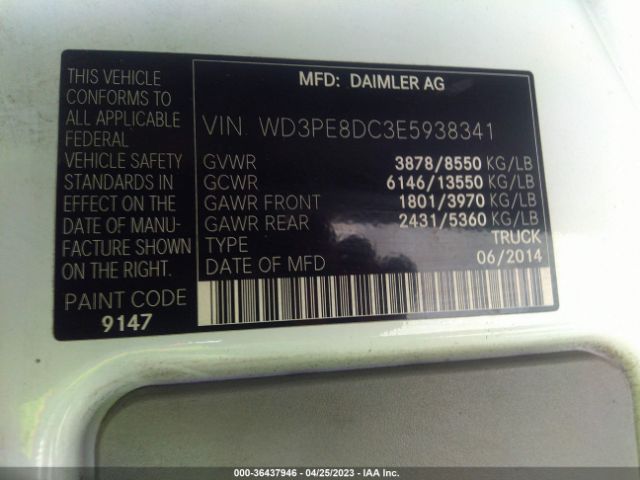 THIS VEHICLE
CONFORMS TO
ALL APPLICABLE
FEDERAL
VEHICLE SAFETY
STANDARDS IN
EFFECT ON THE
DATE OF MANU-
FACTURE SHOWN
ON THE RIGHT.
PAINT CODE
9147
MFD: DAIMLER AG
VIN WD3PE8DC3E5938341
GVWR 3878/8550 KG/LB
GCWR 6146/13550 KG/LB
GAWR FRONT 1801/3970 KG/LB
GAWR REAR 2431/5360 KG/LB
TYPE TRUCK
DATE OF MFD 06/2014
000-36437946 - 04/25/2023 - IAA Inc.